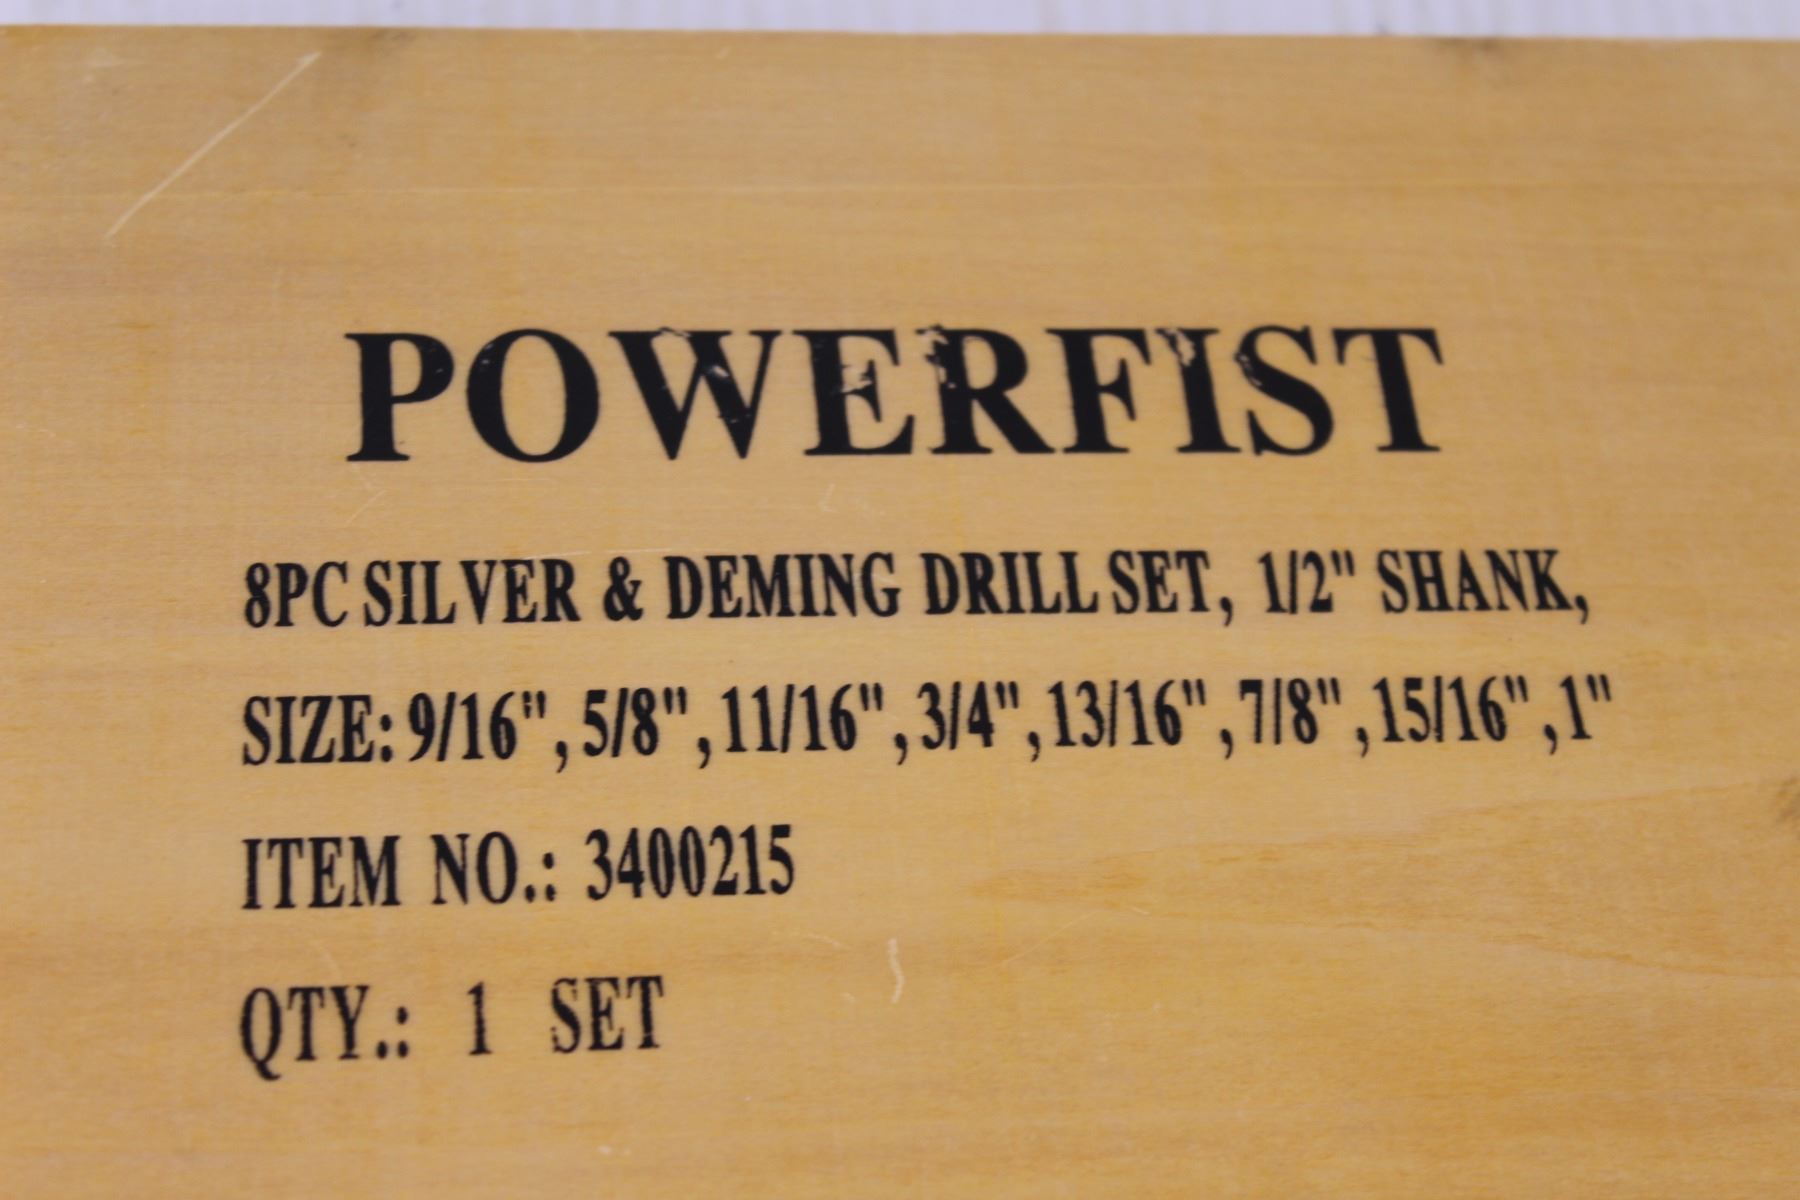 POWERFIST
8PC SILVER & DEMING DRILL SET, 1/2" SHANK,
SIZE: 9/16", 5/8", 11/16", 3/4", 13/16", 7/8", 15/16", 1"
ITEM NO.: 3400215
QTY.: 1 SET